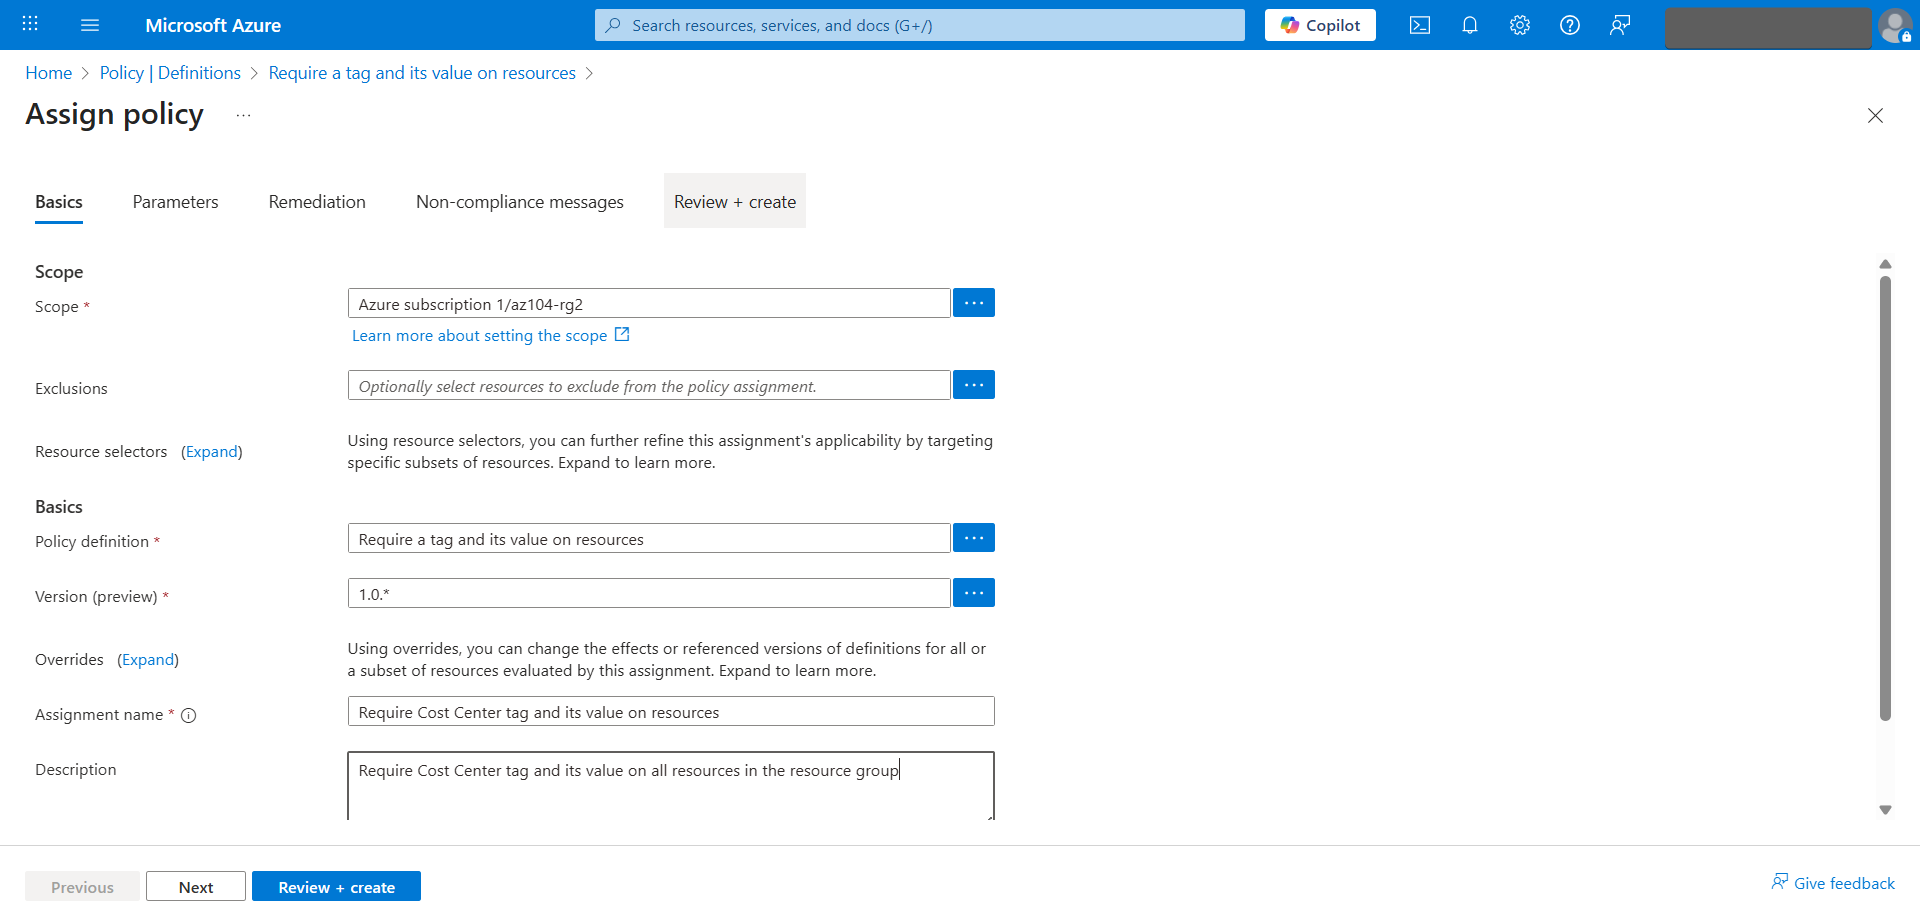 Microsoft Azure
Search resources, services, and docs (G+/)
Copilot
Home > Policy | Definitions > Require a tag and its value on resources >
Assign policy ...
Basics
Parameters
Remediation
Non-compliance messages
Review + create
Scope
Scope *
Azure subscription 1/az104-rg2
...
Learn more about setting the scope
Exclusions
Optionally select resources to exclude from the policy assignment.
...
Resource selectors (Expand)
Using resource selectors, you can further refine this assignment's applicability by targeting
specific subsets of resources. Expand to learn more.
Basics
Policy definition *
Require a tag and its value on resources
...
Version (preview) *
1.0.*
...
Overrides (Expand)
Using overrides, you can change the effects or referenced versions of definitions for all or
a subset of resources evaluated by this assignment. Expand to learn more.
Assignment name *
Require Cost Center tag and its value on resources
Description
Require Cost Center tag and its value on all resources in the resource group
Previous
Next
Review + create
Give feedback